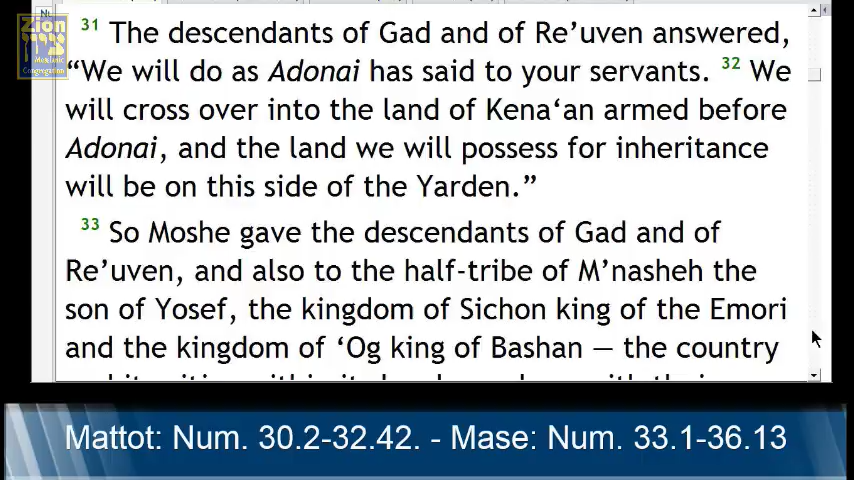 Zion
Messianic
Congregation
31 The descendants of Gad and of Re’uven answered,
“We will do as Adonai has said to your servants. 32 We
will cross over into the land of Kena‘an armed before
Adonai, and the land we will possess for inheritance
will be on this side of the Yarden.”
33 So Moshe gave the descendants of Gad and of
Re’uven, and also to the half-tribe of M’nasheh the
son of Yosef, the kingdom of Sichon king of the Emori
and the kingdom of ‘Og king of Bashan — the country
Mattot: Num. 30.2-32.42. - Mase: Num. 33.1-36.13